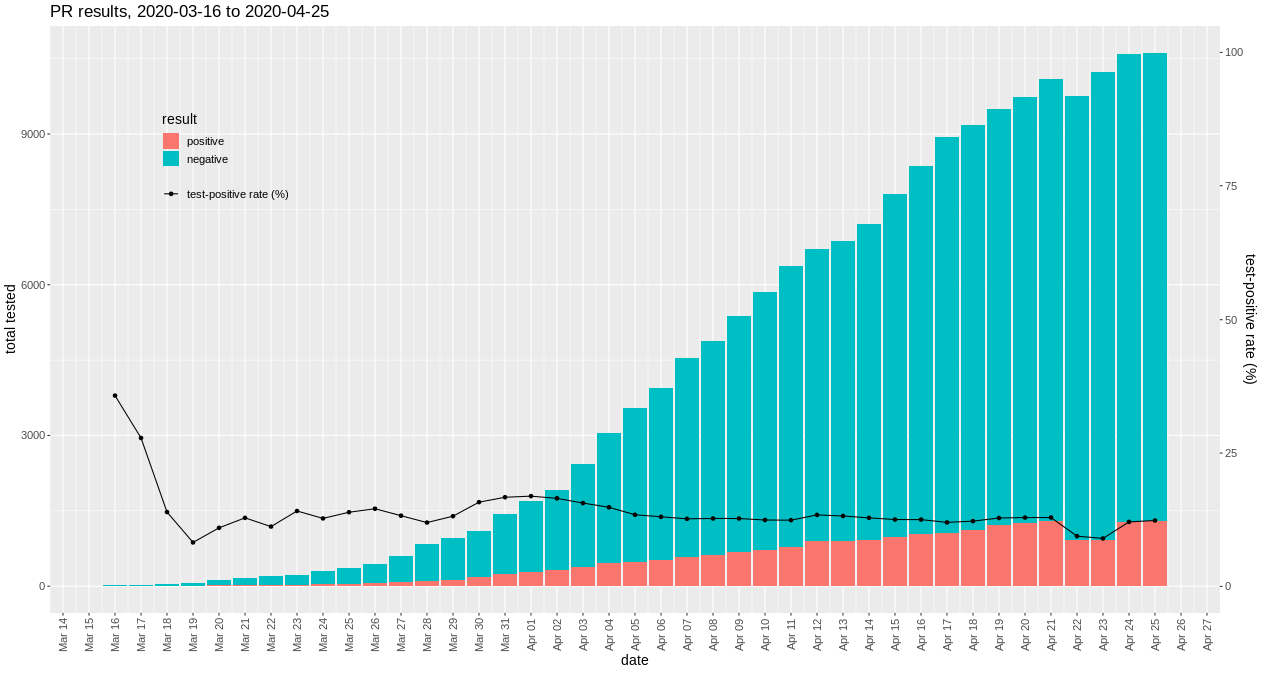 PR results, 2020-03-16 to 2020-04-25
total tested
9000
6000
3000
0
result
positive
negative
test-positive rate (%)
100
75
50
25
0
test-positive rate (%)
Mar 14
Mar 15
Mar 16
Mar 17
Mar 18
Mar 19
Mar 20
Mar 21
Mar 22
Mar 23
Mar 24
Mar 25
Mar 26
Mar 27
Mar 28
Mar 29
Mar 30
Mar 31
Apr 01
Apr 02
Apr 03
Apr 04
Apr 05
Apr 06
Apr 07
Apr 08
Apr 09
Apr 10
Apr 11
Apr 12
Apr 13
Apr 14
Apr 15
Apr 16
Apr 17
Apr 18
Apr 19
Apr 20
Apr 21
Apr 22
Apr 23
Apr 24
Apr 25
Apr 26
Apr 27
date